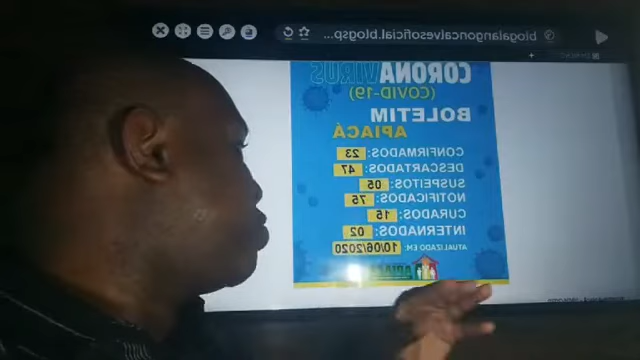 blogalangoncalvesoficial.blogsp...
CORONAVIRUS
(COVID-19)
BOLETIM
APIACÁ
CONFIRMADOS: 23
DESCARTADOS: 47
SUSPEITOS: 05
NOTIFICADOS: 75
CURADOS: 15
INTERNADOS: 02
ATUALIZADO EM: 10/06/2020
APIACÁ